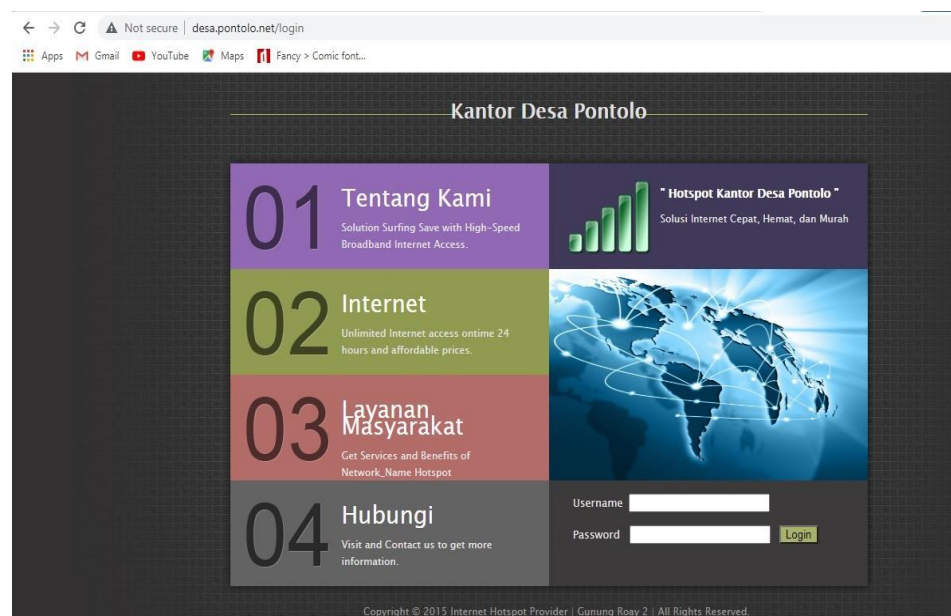 Not secure | desa.pontolo.net/login
Apps Gmail YouTube Maps Fancy > Comic font...
Kantor Desa Pontolo
01
Tentang Kami
Solution Surfing Save with High-Speed
Broadband Internet Access.
" Hotspot Kantor Desa Pontolo "
Solusi Internet Cepat, Hemat, dan Murah
02
Internet
Unlimited Internet access ontime 24
hours and affordable prices.
03
Layanan
Masyarakat
Get Services and Benefits of
Network_Name Hotspot
04
Hubungi
Visit and Contact us to get more
information.
Username
Password Login
Copyright © 2015 Internet Hotspot Provider | Gunung Roay 2 | All Rights Reserved.